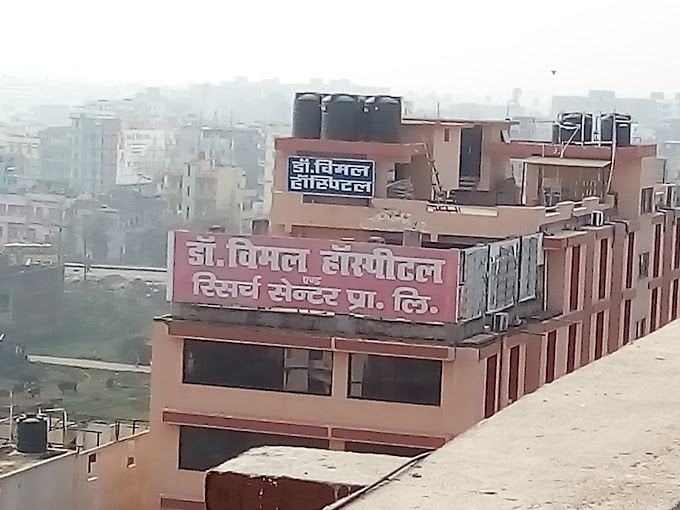 डॉ. विमल
हॉस्पिटल
डॉ. विमल हॉस्पीटल
एण्ड
रिसर्च सेन्टर प्रा. लि.